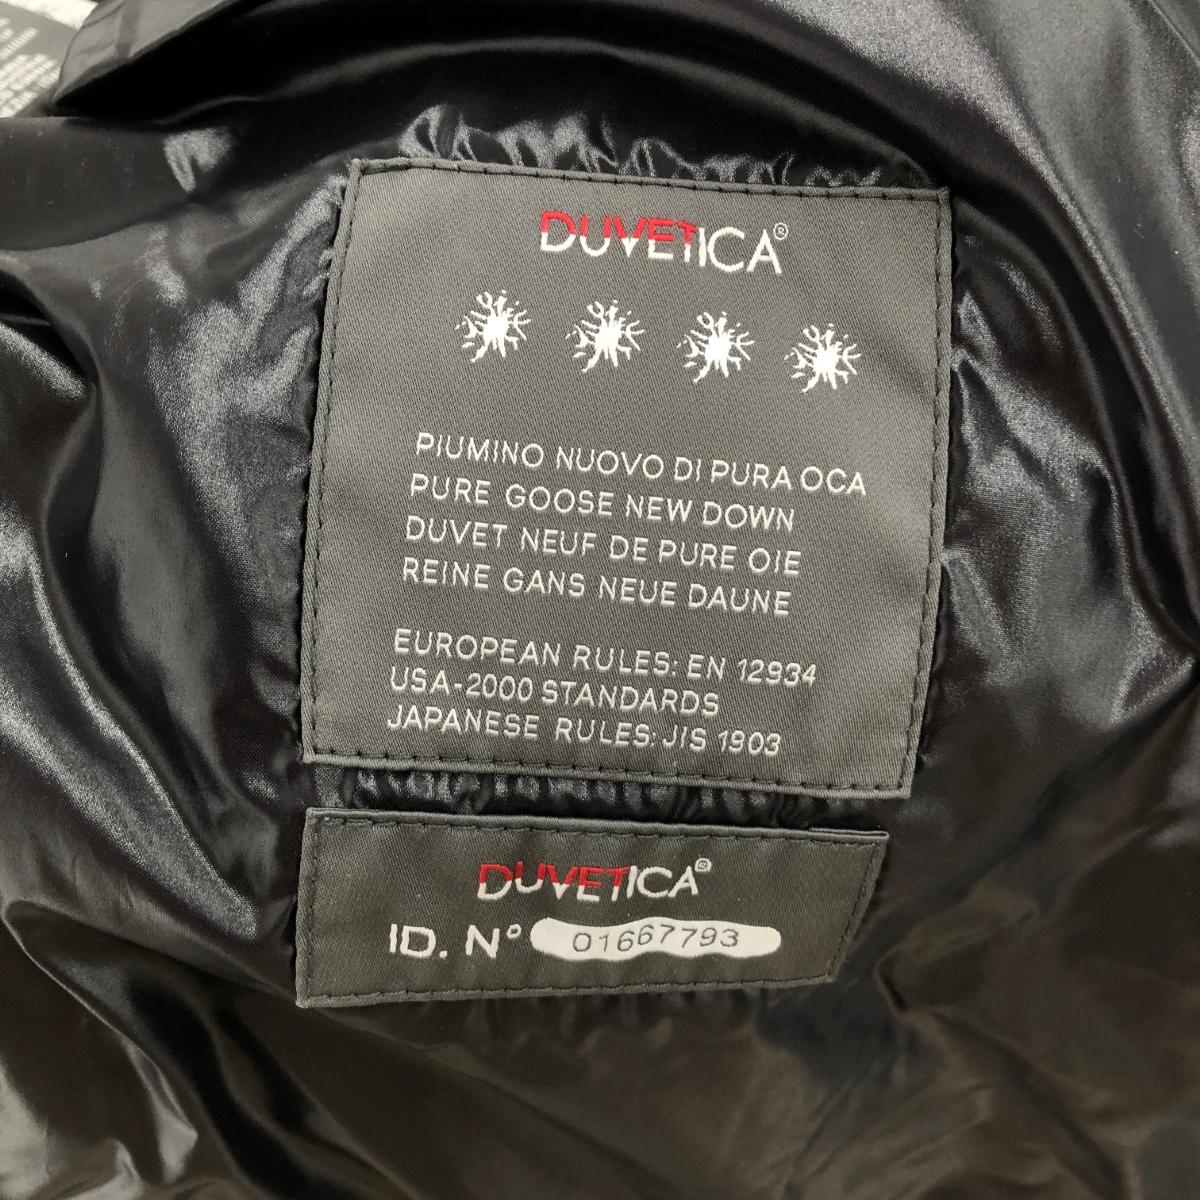 DUVETICA®
PIUMINO NUOVO DI PURA OCA
PURE GOOSE NEW DOWN
DUVET NEUF DE PURE OIE
REINE GANS NEUE DAUNE
EUROPEAN RULES: EN 12934
USA-2000 STANDARDS
JAPANESE RULES: JIS 1903
DUVETICA®
ID. N° 01667793